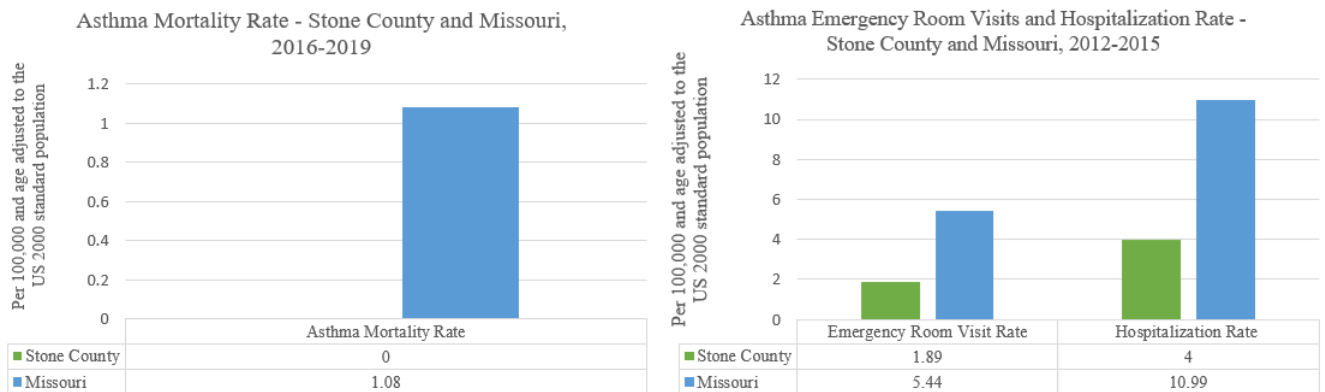 Asthma Mortality Rate - Stone County and Missouri,
2016-2019
Per 100,000 and age adjusted to the
US 2000 standard population
1.2
1
0.8
0.6
0.4
0.2
0
Asthma Mortality Rate
Stone County 0
Missouri 1.08
Asthma Emergency Room Visits and Hospitalization Rate -
Stone County and Missouri, 2012-2015
Per 100,000 and age adjusted to the
US 2000 standard population
12
10
8
6
4
2
0
Emergency Room Visit Rate Hospitalization Rate
Stone County 1.89 4
Missouri 5.44 10.99